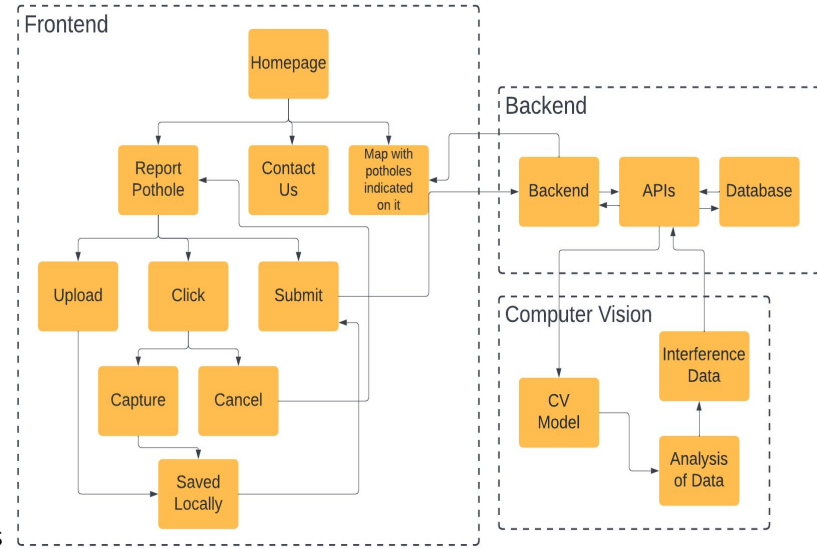 Frontend
Homepage
Report
Pothole
Contact
Us
Map with
potholes
indicated
on it
Upload
Click
Submit
Capture
Cancel
Saved
Locally
Backend
Backend
APIs
Database
Computer Vision
Interference
Data
CV
Model
Analysis
of Data
s